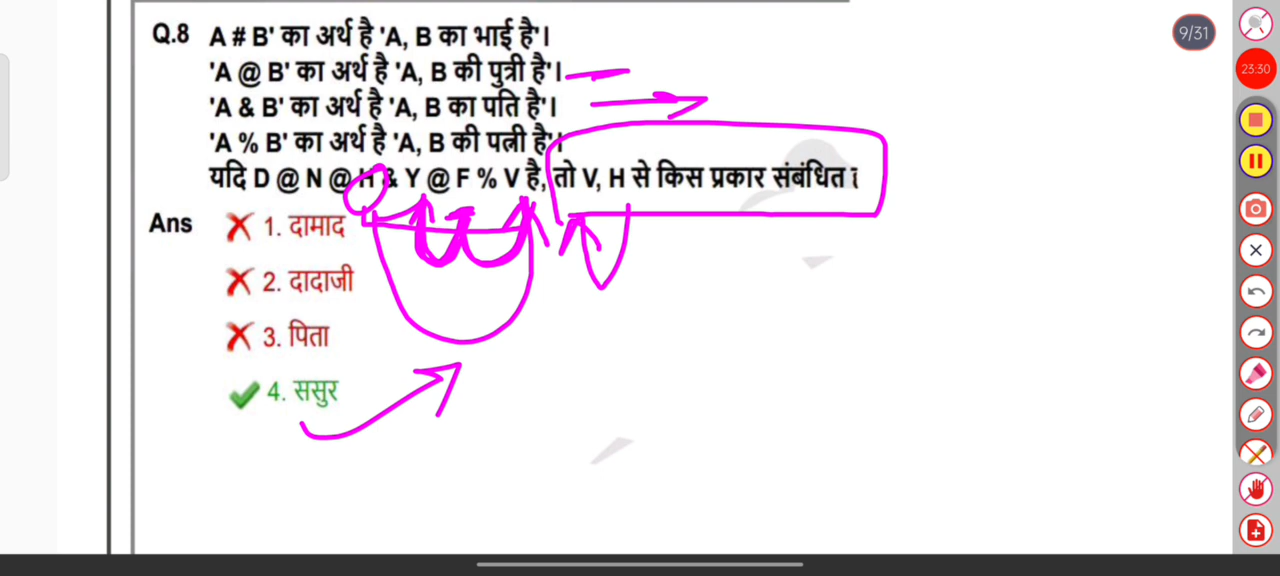 9/31
23:30
Q.8 A # B' का अर्थ है 'A, B का भाई है'।
'A @ B' का अर्थ है 'A, B की पुत्री है'।
'A & B' का अर्थ है 'A, B का पति है'।
'A % B' का अर्थ है 'A, B की पत्नी है'।
यदि D @ N @ H & Y @ F % V है, तो V, H से किस प्रकार संबंधित
Ans 1. दामाद
2. दादाजी
3. पिता
4. ससुर